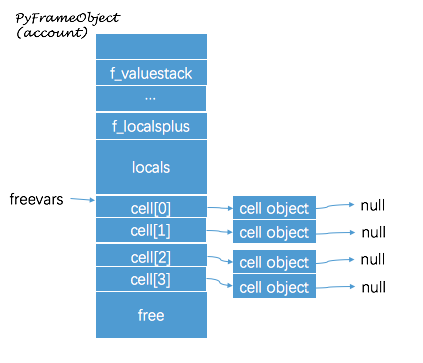 PyFrameObject
(account)
f_valuestack
...
f_localsplus
locals
freevars
cell[0] cell object null
cell[1] cell object null
cell[2] cell object null
cell[3] cell object null
free